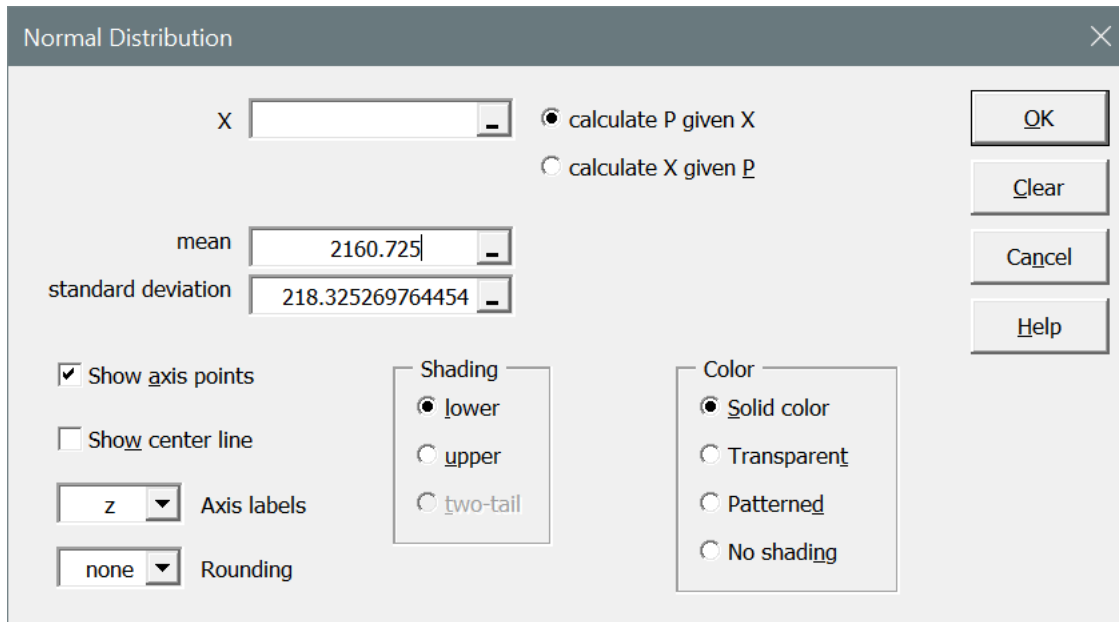 Normal Distribution
X
calculate P given X
calculate X given P
mean 2160.725
standard deviation 218.325269764454
OK
Clear
Cancel
Help
Show axis points
Show center line
z Axis labels
none Rounding
Shading
lower
upper
two-tail
Color
Solid color
Transparent
Patterned
No shading